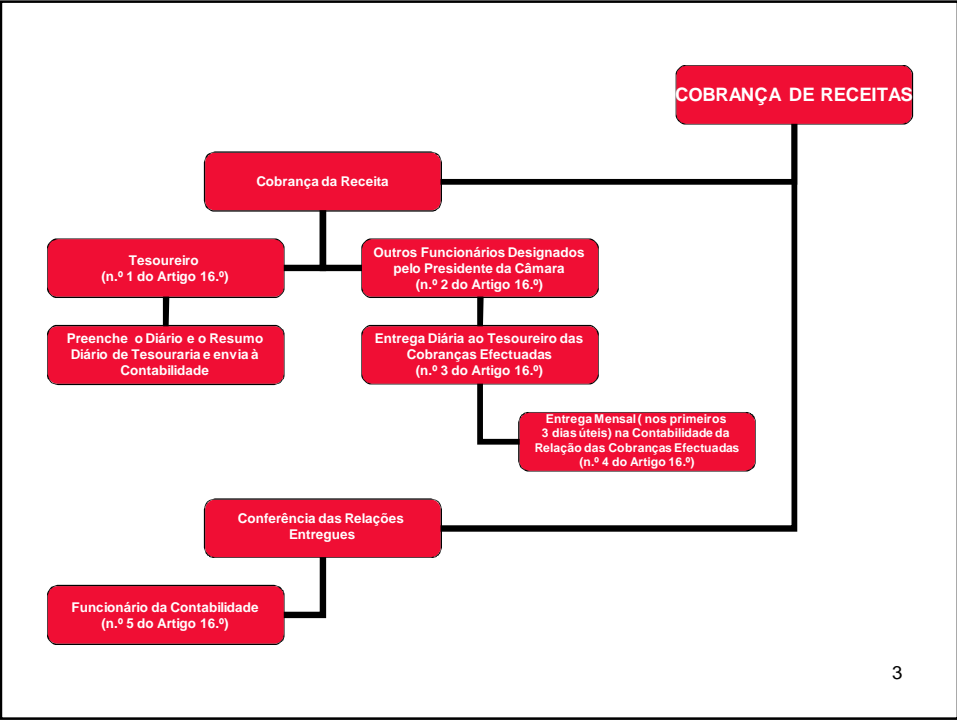 COBRANÇA DE RECEITAS
Cobrança da Receita
Tesoureiro
(n.º 1 do Artigo 16.º)
Outros Funcionários Designados
pelo Presidente da Câmara
(n.º 2 do Artigo 16.º)
Preenche o Diário e o Resumo
Diário de Tesouraria e envia à
Contabilidade
Entrega Diária ao Tesoureiro das
Cobranças Efectuadas
(n.º 3 do Artigo 16.º)
Entrega Mensal ( nos primeiros
3 dias úteis) na Contabilidade da
Relação das Cobranças Efectuadas
(n.º 4 do Artigo 16.º)
Conferência das Relações
Entregues
Funcionário da Contabilidade
(n.º 5 do Artigo 16.º)
3